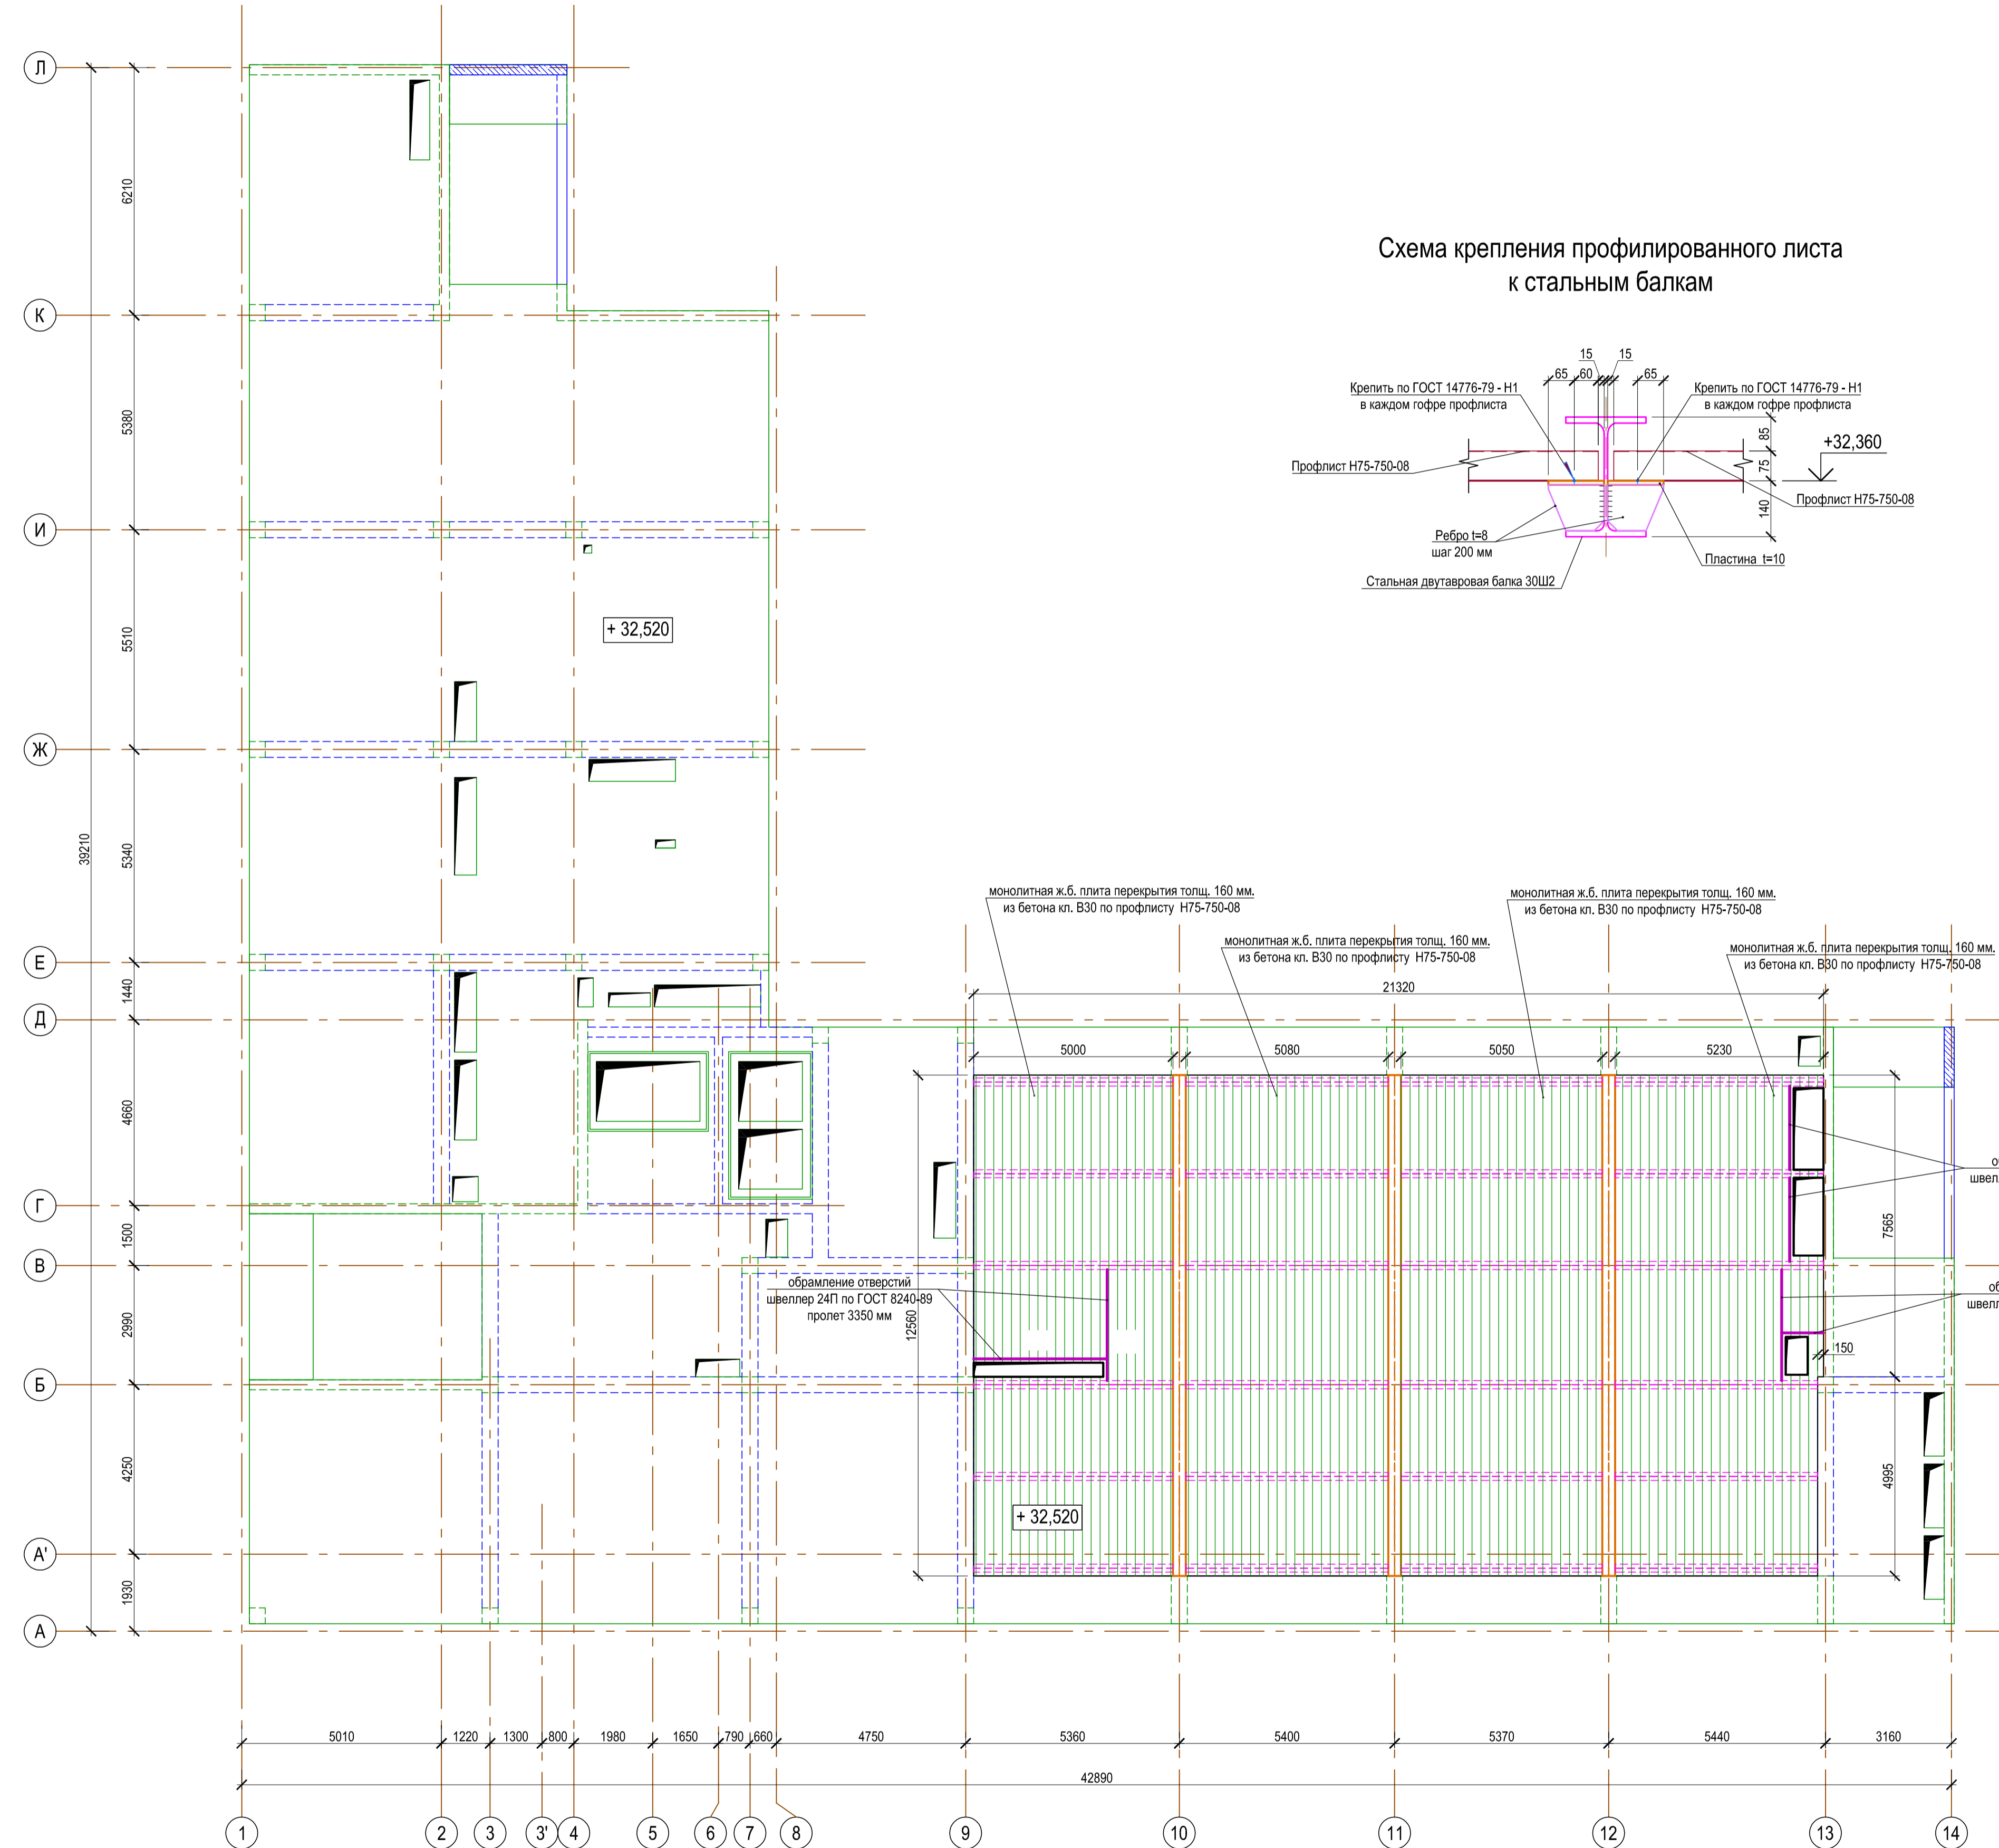 Схема крепления профилированного листа
к стальным балкам
15
15
65
60
65
Крепить по ГОСТ 14776-79 - Н1
в каждом гофре профлиста
Крепить по ГОСТ 14776-79 - Н1
в каждом гофре профлиста
85
75
140
+32,360
Профлист Н75-750-08
Профлист Н75-750-08
Ребро t=8
шаг 200 мм
Пластина t=10
Стальная двутавровая балка 30Ш2
Л
К
И
Ж
Е
Д
Г
В
Б
А'
А
39210
6210
5380
5510
5340
1440
4660
1500
2990
4250
1930
+ 32,520
монолитная ж.б. плита перекрытия толщ. 160 мм.
из бетона кл. В30 по профлисту Н75-750-08
монолитная ж.б. плита перекрытия толщ. 160 мм.
из бетона кл. В30 по профлисту Н75-750-08
монолитная ж.б. плита перекрытия толщ. 160 мм.
из бетона кл. В30 по профлисту Н75-750-08
монолитная ж.б. плита перекрытия толщ. 160 мм.
из бетона кл. В30 по профлисту Н75-750-08
21320
5000
5080
5050
5230
о
швел
7565
обрамление отверстий
швеллер 24П по ГОСТ 8240-89
пролет 3350 мм
12560
об
швелл
150
4995
+ 32,520
5010
1220
1300
800
1980
1650
790
660
4750
5360
5400
5370
5440
3160
42890
1
2
3
3'
4
5
6
7
8
9
10
11
12
13
14